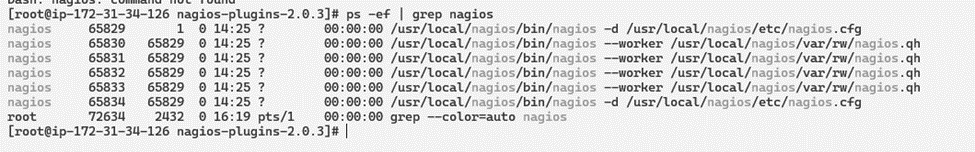 bash: nagios: command not found
[root@ip-172-31-34-126 nagios-plugins-2.0.3]# ps -ef | grep nagios
nagios     65829       1  0 14:25 ?        00:00:00 /usr/local/nagios/bin/nagios -d /usr/local/nagios/etc/nagios.cfg
nagios     65830   65829  0 14:25 ?        00:00:00 /usr/local/nagios/bin/nagios --worker /usr/local/nagios/var/rw/nagios.qh
nagios     65831   65829  0 14:25 ?        00:00:00 /usr/local/nagios/bin/nagios --worker /usr/local/nagios/var/rw/nagios.qh
nagios     65832   65829  0 14:25 ?        00:00:00 /usr/local/nagios/bin/nagios --worker /usr/local/nagios/var/rw/nagios.qh
nagios     65833   65829  0 14:25 ?        00:00:00 /usr/local/nagios/bin/nagios --worker /usr/local/nagios/var/rw/nagios.qh
nagios     65834   65829  0 14:25 ?        00:00:00 /usr/local/nagios/bin/nagios -d /usr/local/nagios/etc/nagios.cfg
root       72634    2432  0 16:19 pts/1    00:00:00 grep --color=auto nagios
[root@ip-172-31-34-126 nagios-plugins-2.0.3]#